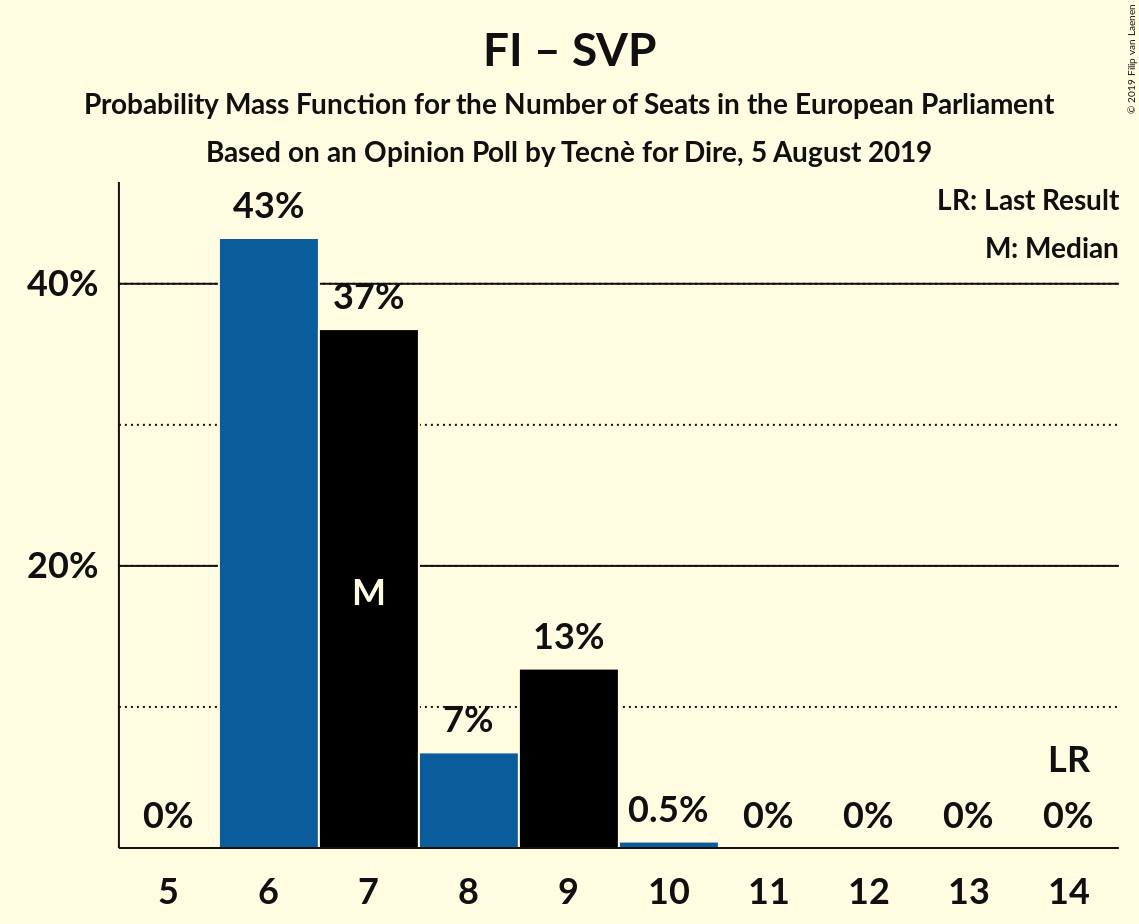 FI – SVP
Probability Mass Function for the Number of Seats in the European Parliament
Based on an Opinion Poll by Tecnè for Dire, 5 August 2019
© 2019 Filip van Laenen
LR: Last Result
M: Median
40%
20%
0%
43%
37%
7%
13%
0.5%
0%
0%
0%
0%
M
LR
5 6 7 8 9 10 11 12 13 14